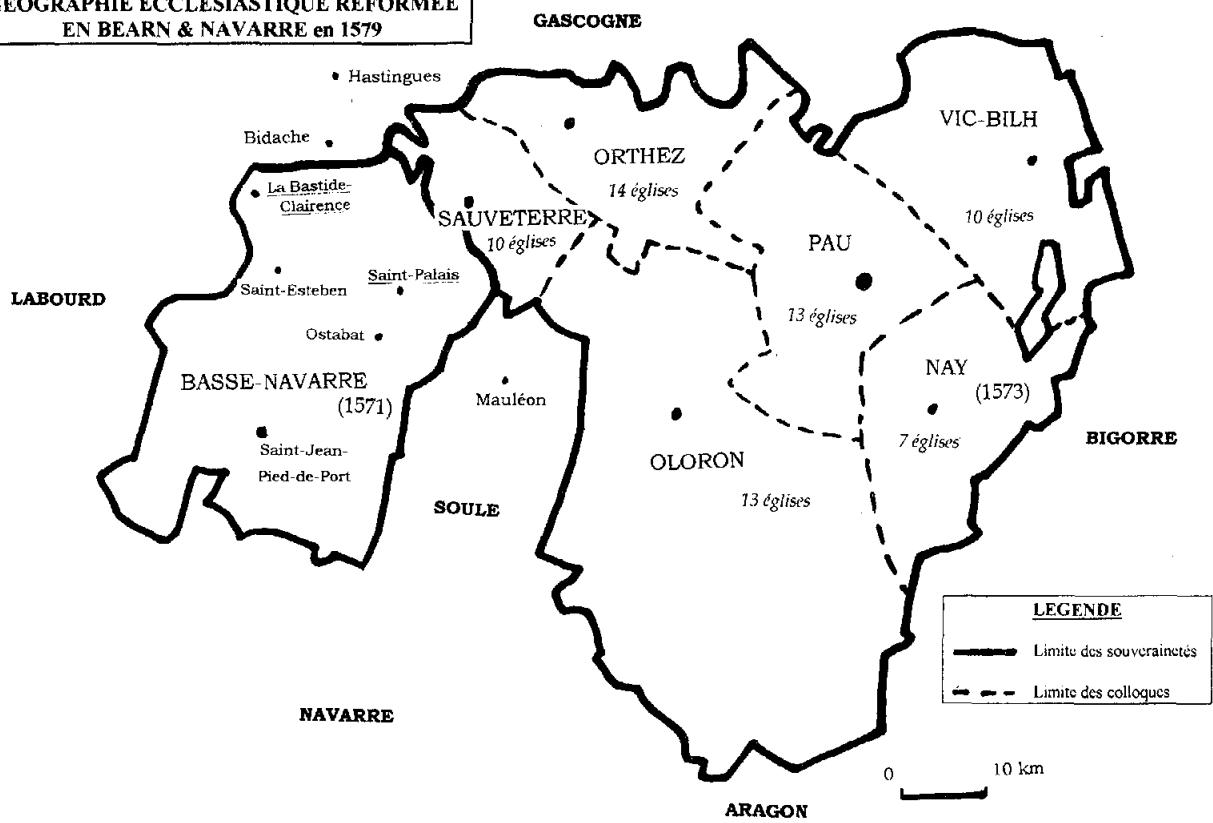 GEOGRAPHIE ECCLESIASTIQUE REFORMEE
EN BEARN & NAVARRE en 1579
GASCOGNE
Hastingues
Bidache
La Bastide-
Clairence
VIC-BILH
10 églises
ORTHEZ
14 églises
SAUVETERRE
10 églises
PAU
13 églises
LABOURD
Saint-Esteben
Saint-Palais
Ostabat
BASSE-NAVARRE
(1571)
Mauléon
Saint-Jean-
Pied-de-Port
NAY
(1573)
7 églises
BIGORRE
OLORON
13 églises
SOULE
NAVARRE
ARAGON
LEGENDE
Limite des souverainetés
Limite des colloques
0
10 km